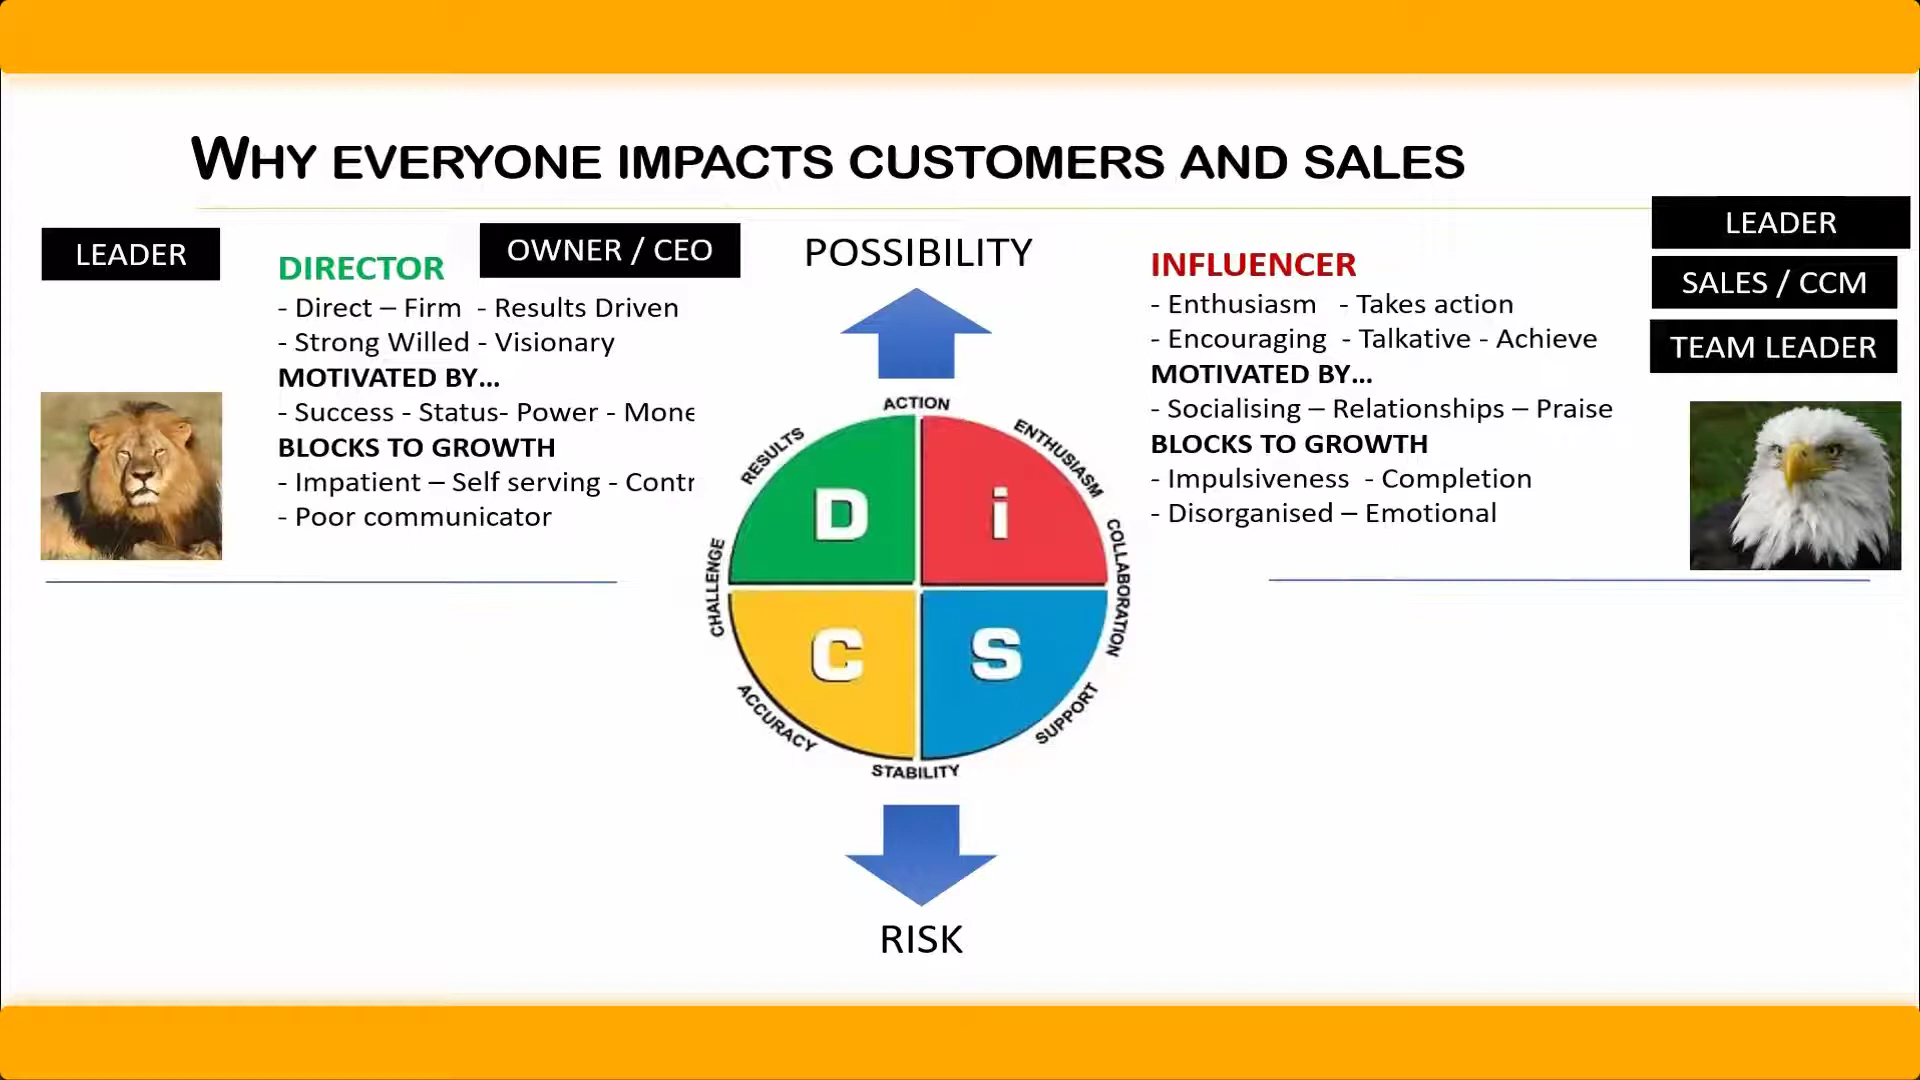 WHY EVERYONE IMPACTS CUSTOMERS AND SALES
LEADER
OWNER / CEO
DIRECTOR
- Direct – Firm - Results Driven
- Strong Willed - Visionary
MOTIVATED BY...
- Success - Status- Power - Mone
BLOCKS TO GROWTH
- Impatient – Self serving - Contr
- Poor communicator
POSSIBILITY
ACTION
RESULTS
ENTHUSIASM
CHALLENGE
COLLABORATION
D
i
C
S
ACCURACY
SUPPORT
STABILITY
RISK
INFLUENCER
- Enthusiasm - Takes action
- Encouraging - Talkative - Achieve
MOTIVATED BY...
- Socialising – Relationships – Praise
BLOCKS TO GROWTH
- Impulsiveness - Completion
- Disorganised – Emotional
LEADER
SALES / CCM
TEAM LEADER